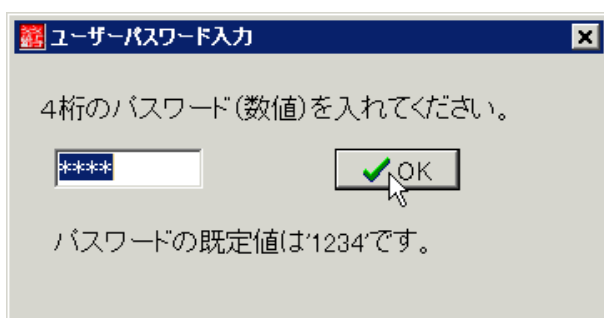 ユーザーパスワード入力
4桁のパスワード(数値)を入れてください。
****
OK
パスワードの既定値は'1234'です。